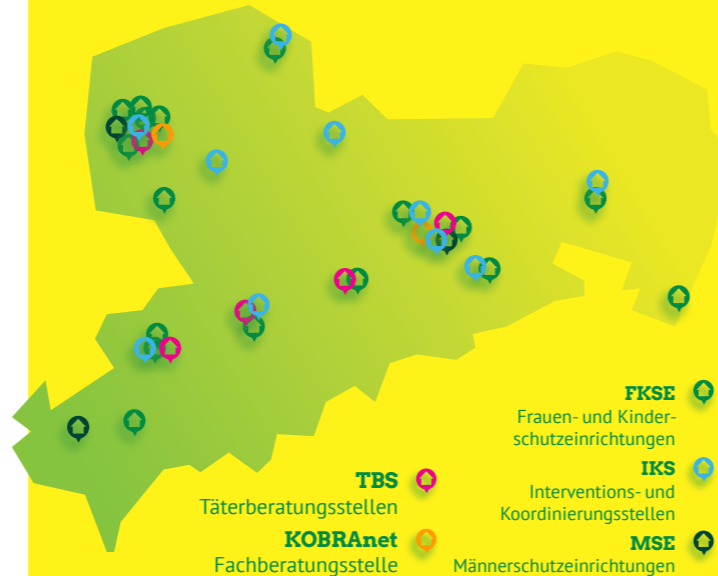 FKSE
Frauen- und Kinder-
schutzeinrichtungen
TBS
Täterberatungsstellen
IKS
Interventions- und
Koordinierungsstellen
KOBRAnet
Fachberatungsstelle
MSE
Männerschutzeinrichtungen